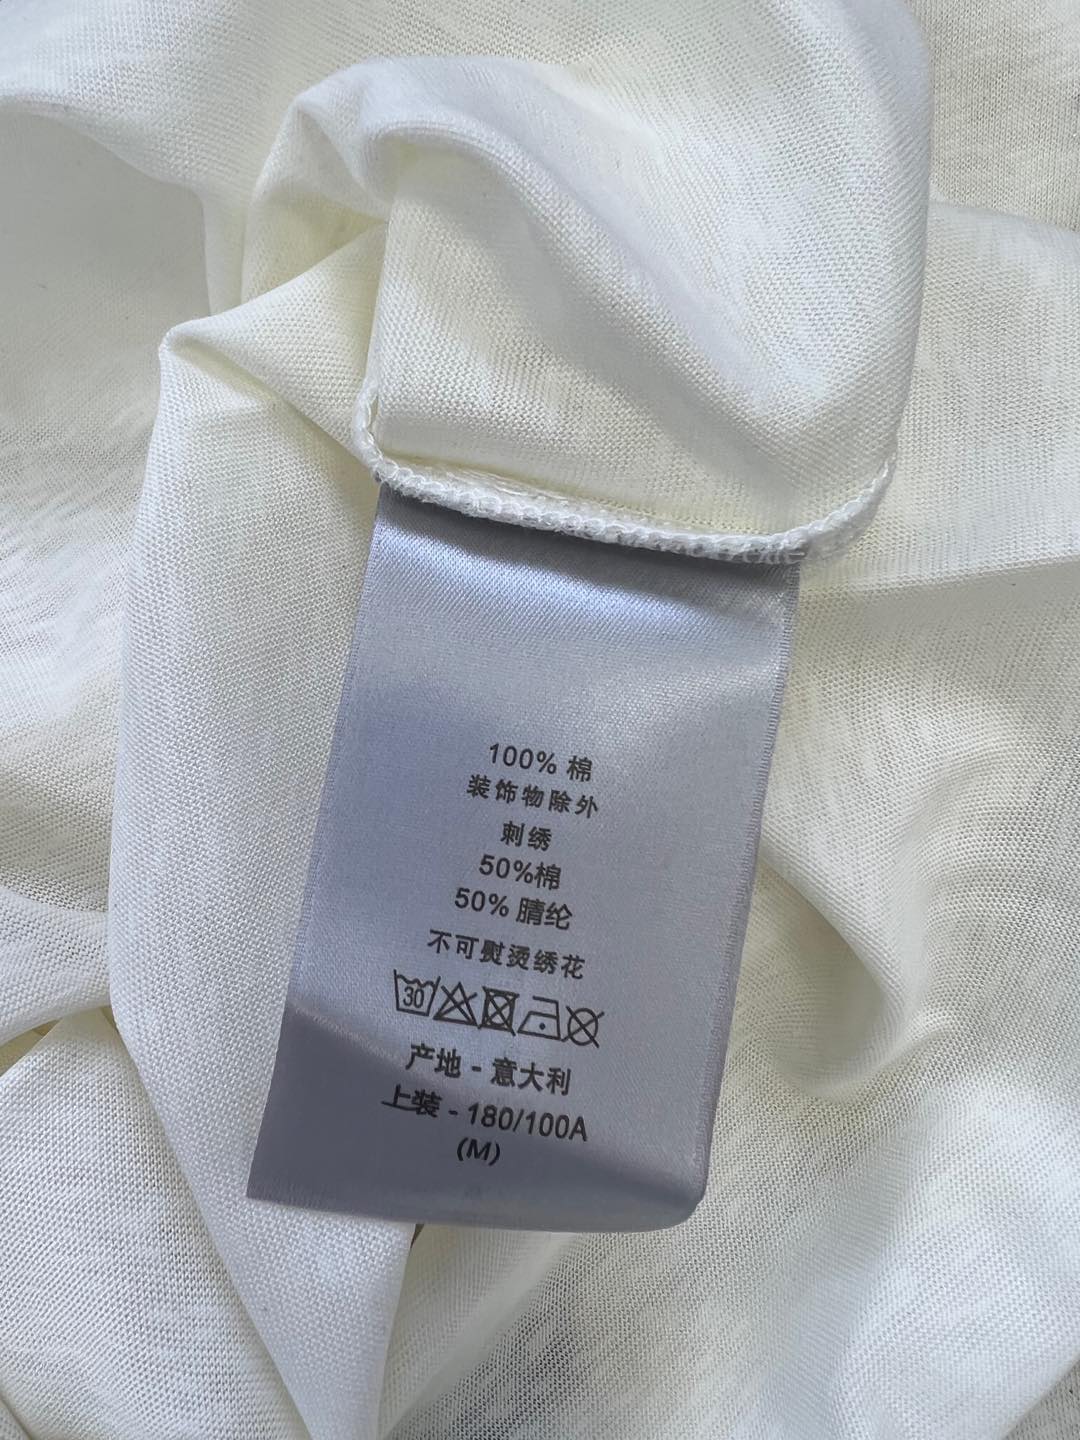 100% 棉
装饰物除外
刺绣
50%棉
50% 腈纶
不可熨烫绣花
30
产地 - 意大利
上装 - 180/100A
(M)